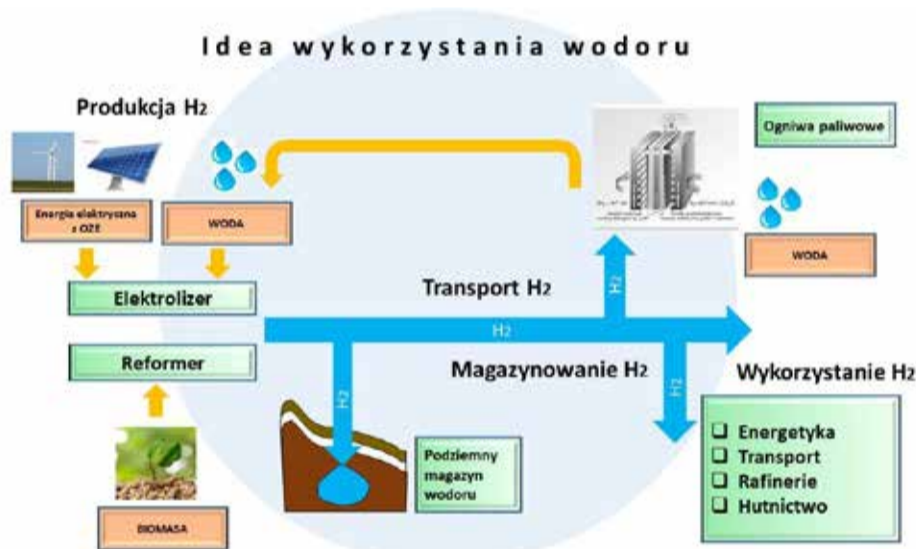 Idea wykorzystania wodoru
Produkcja H2
Ogniwa paliwowe
Energia elektryczna
z OZE
WODA
WODA
Elektrolizer
Transport H2
H2
H2
Reformer
Magazynowanie H2
H2
H2
Wykorzystanie H2
Podziemny
magazyn
wodoru
❑ Energetyka
❑ Transport
❑ Rafinerie
❑ Hutnictwo
BIOMASA